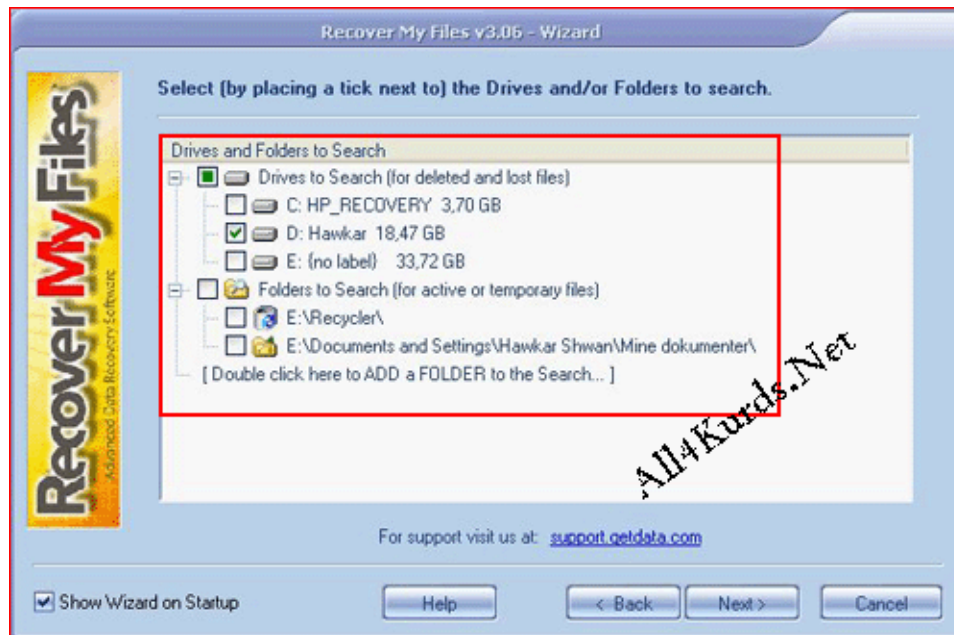 Recover My Files v3.06 - Wizard
Recover My Files
Advanced Data Recovery Software
Select (by placing a tick next to) the Drives and/or Folders to search.
Drives and Folders to Search
Drives to Search (for deleted and lost files)
C: HP_RECOVERY 3,70 GB
D: Hawkar 18,47 GB
E: (no label) 33,72 GB
Folders to Search (for active or temporary files)
E:\Recycler\
E:\Documents and Settings\Hawkar Shwan\Mine dokumenter\
[ Double click here to ADD a FOLDER to the Search... ]
All4Kurds.Net
For support visit us at: support.getdata.com
Show Wizard on Startup
Help
< Back
Next >
Cancel